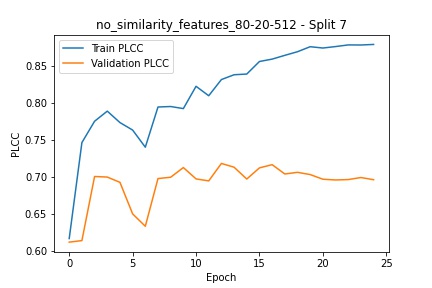 no_similarity_features_80-20-512 - Split 7
Train PLCC
Validation PLCC
PLCC
0.85
0.80
0.75
0.70
0.65
0.60
0 5 10 15 20 25
Epoch